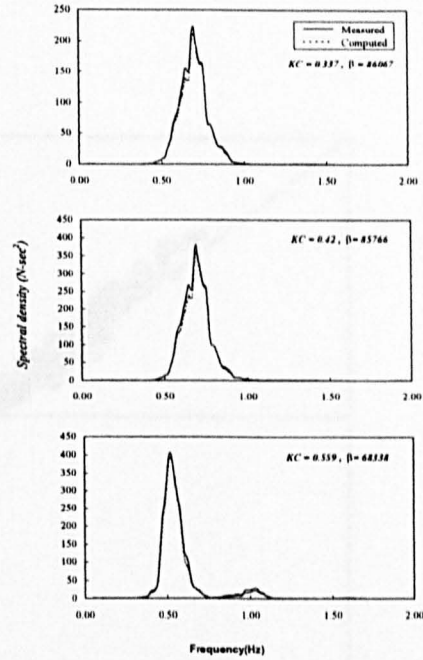 250
200
150
100
50
0
Measured
Computed
KC = 0.337 , β = 86067
0.00 0.50 1.00 1.50 2.00
Spectral density (N-sec²)
450
400
350
300
250
200
150
100
50
0
KC = 0.42 , β = 85766
0.00 0.50 1.00 1.50 2.00
450
400
350
300
250
200
150
100
50
0
KC = 0.559 , β = 68338
0.00 0.50 1.00 1.50 2.00
Frequency(Hz)